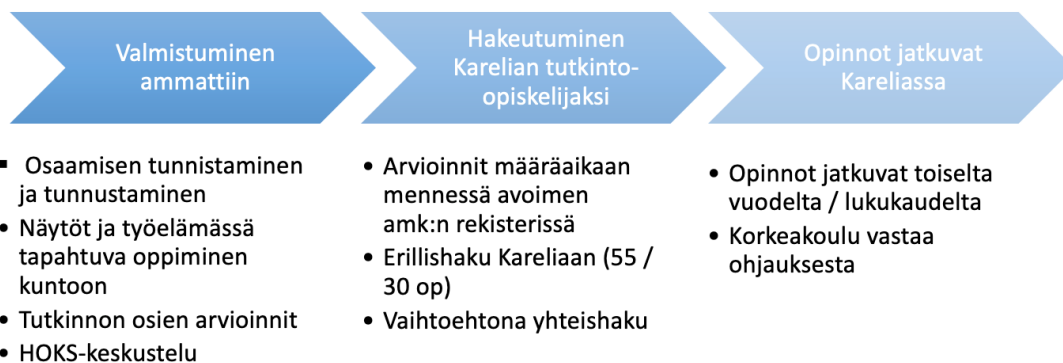 Valmistuminen
ammattiin
Hakeutuminen
Karelian tutkinto-
opiskelijaksi
Opinnot jatkuvat
Kareliassa
▪ Osaamisen tunnistaminen
ja tunnustaminen
• Näytöt ja työelämässä
tapahtuva oppiminen
kuntoon
• Tutkinnon osien arvioinnit
• HOKS-keskustelu
• Arvioinnit määräaikaan
mennessä avoimen
amk:n rekisterissä
• Erillishaku Kareliaan (55 /
30 op)
• Vaihtoehtona yhteishaku
• Opinnot jatkuvat toiselta
vuodelta / lukukaudelta
• Korkeakoulu vastaa
ohjauksesta